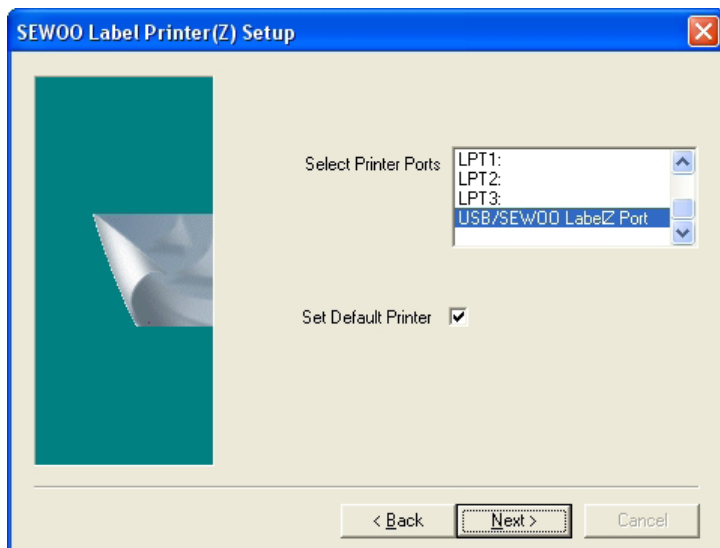 SEWOO Label Printer(Z) Setup
Select Printer Ports
LPT1:
LPT2:
LPT3:
USB/SEWOO LabelZ Port
Set Default Printer
< Back
Next >
Cancel